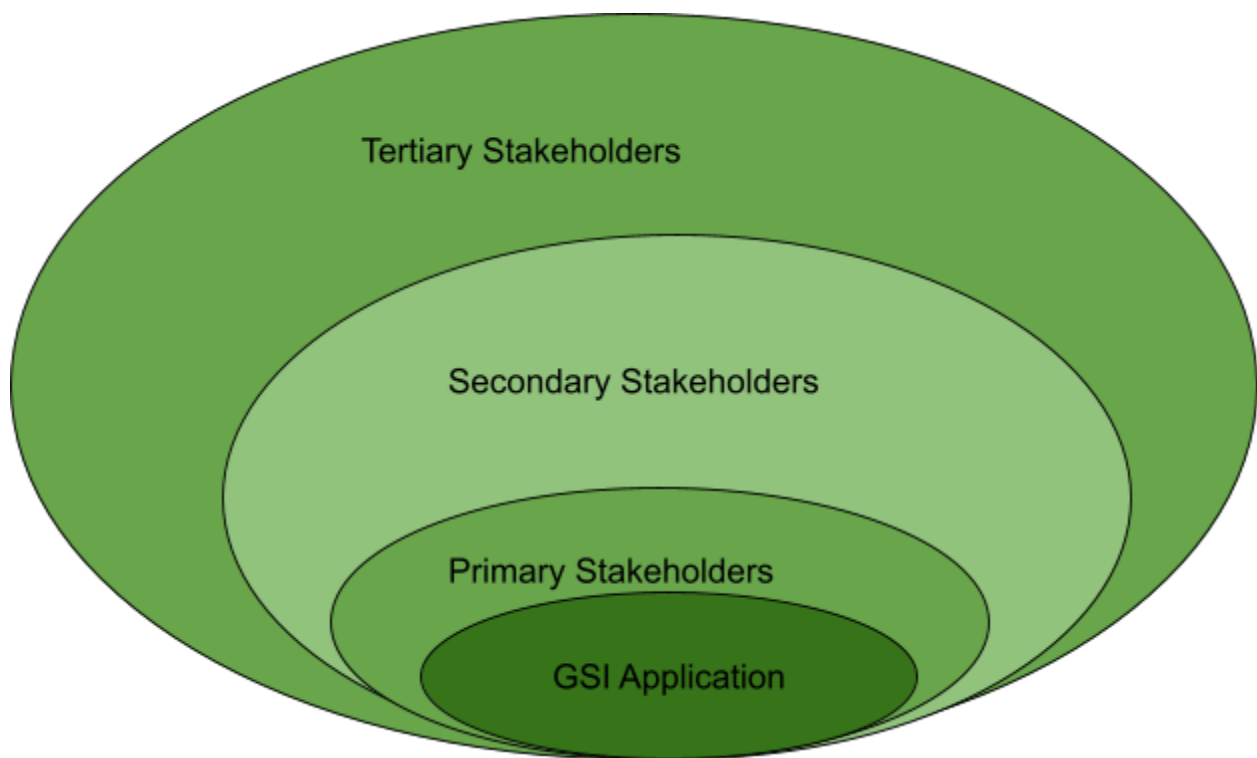 Tertiary Stakeholders
Secondary Stakeholders
Primary Stakeholders
GSI Application